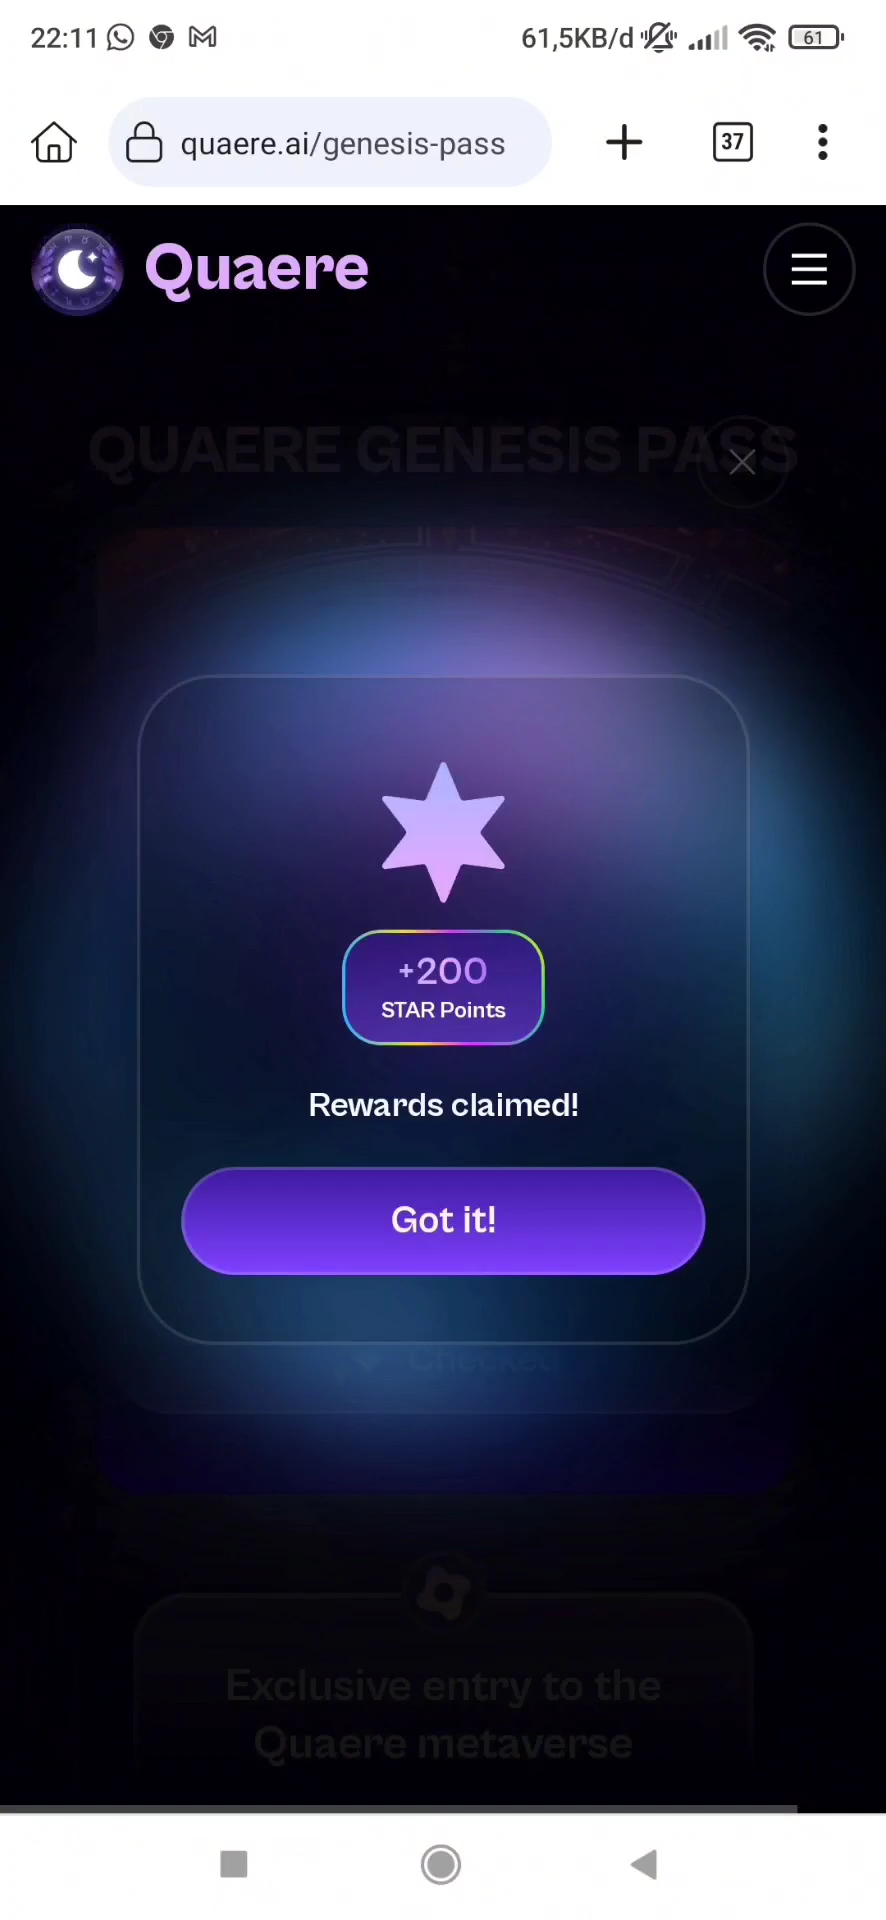 22:11 61,5KB/d 61
quaere.ai/genesis-pass 37
Quaere
QUAERE GENESIS PASS
+200
STAR Points
Rewards claimed!
Got it!
Exclusive entry to the
Quaere metaverse